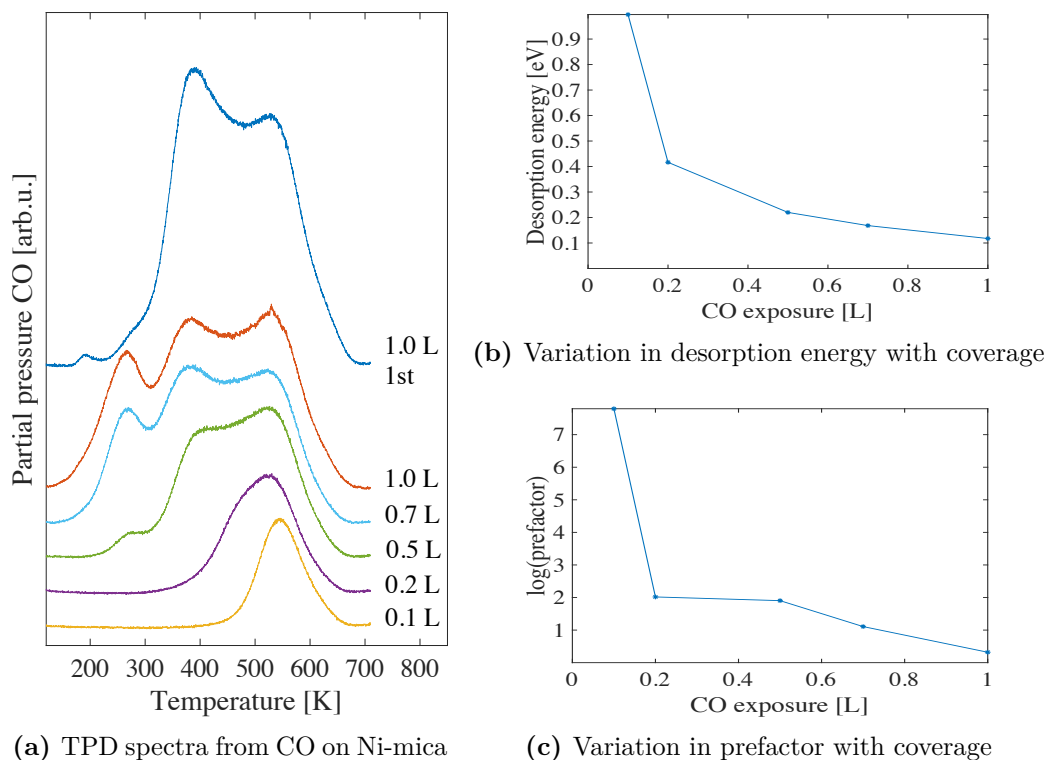 Partial pressure CO [arb.u.]
1.0 L
1st
1.0 L
0.7 L
0.5 L
0.2 L
0.1 L
200 300 400 500 600 700 800
Temperature [K]
(a) TPD spectra from CO on Ni-mica
Desorption energy [eV]
0.9
0.8
0.7
0.6
0.5
0.4
0.3
0.2
0.1
0 0.2 0.4 0.6 0.8 1
CO exposure [L]
(b) Variation in desorption energy with coverage
log(prefactor)
7
6
5
4
3
2
1
0 0.2 0.4 0.6 0.8 1
CO exposure [L]
(c) Variation in prefactor with coverage